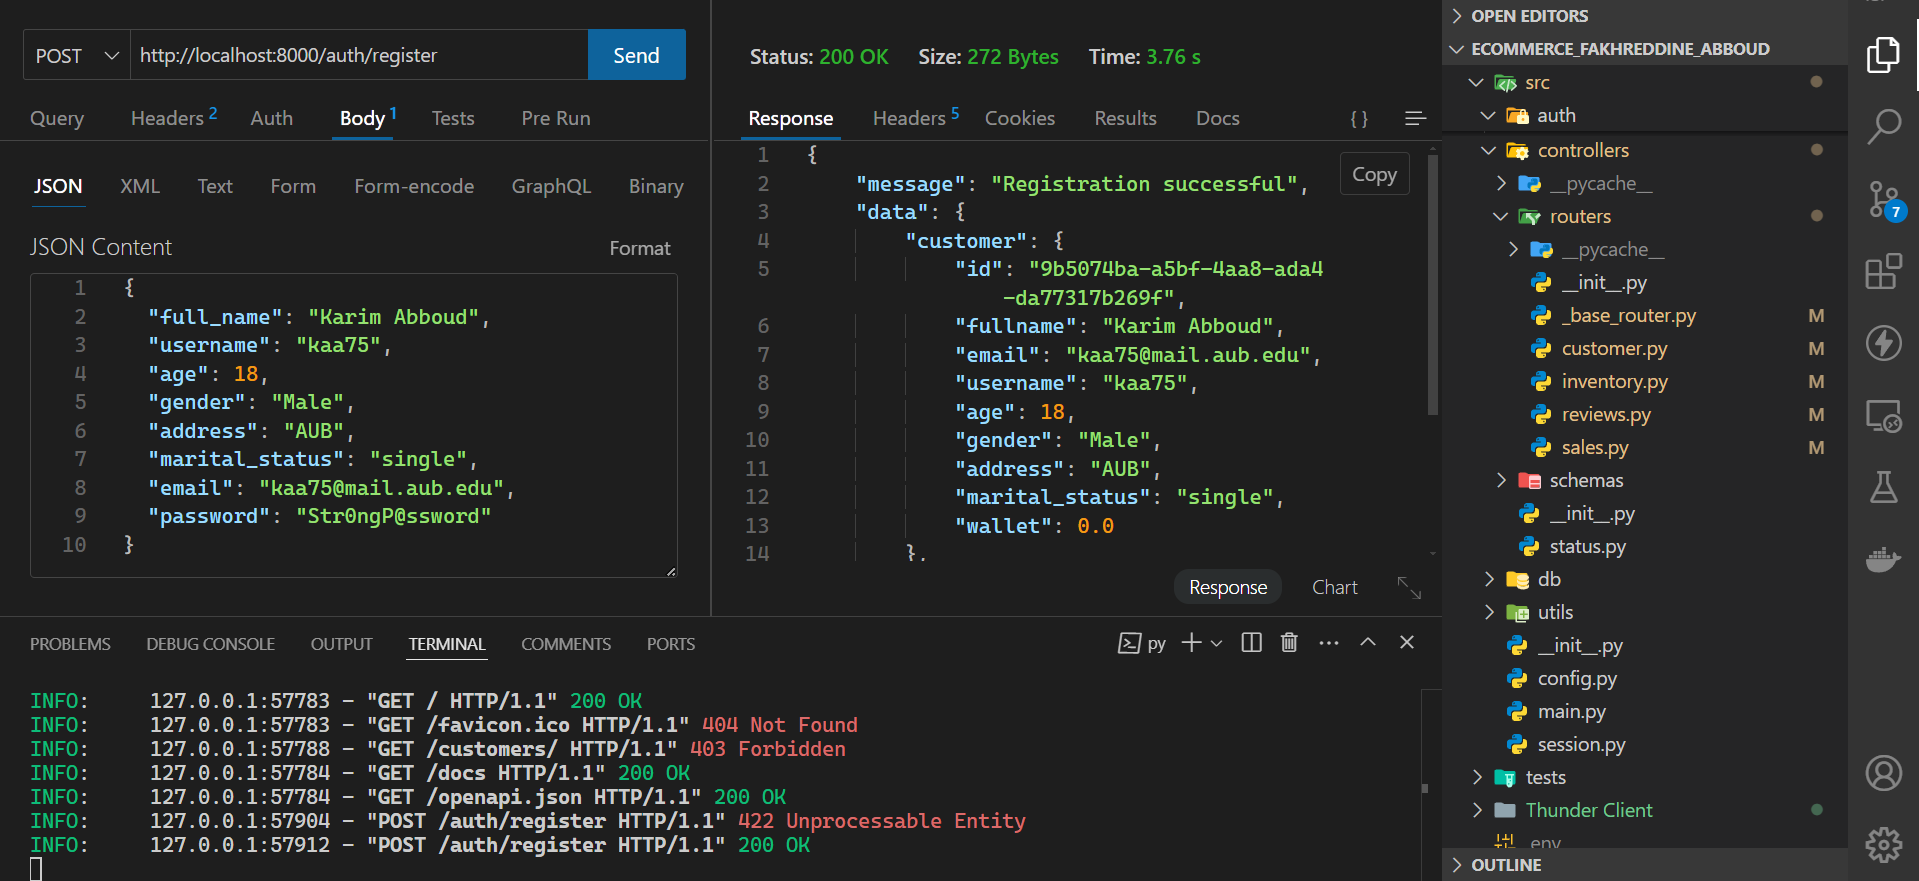 POST http://localhost:8000/auth/register Send
Query Headers 2 Auth Body 1 Tests Pre Run
JSON XML Text Form Form-encode GraphQL Binary
JSON Content Format
1 {
2 "full_name": "Karim Abboud",
3 "username": "kaa75",
4 "age": 18,
5 "gender": "Male",
6 "address": "AUB",
7 "marital_status": "single",
8 "email": "kaa75@mail.aub.edu",
9 "password": "Str0ngP@ssword"
10 }
Status: 200 OK Size: 272 Bytes Time: 3.76 s
Response Headers 5 Cookies Results Docs { }
Copy
1 {
2 "message": "Registration successful",
3 "data": {
4 "customer": {
5 "id": "9b5074ba-a5bf-4aa8-ada4
-da77317b269f",
6 "fullname": "Karim Abboud",
7 "email": "kaa75@mail.aub.edu",
8 "username": "kaa75",
9 "age": 18,
10 "gender": "Male",
11 "address": "AUB",
12 "marital_status": "single",
13 "wallet": 0.0
14 },
Response Chart
PROBLEMS DEBUG CONSOLE OUTPUT TERMINAL COMMENTS PORTS py
INFO: 127.0.0.1:57783 - "GET / HTTP/1.1" 200 OK
INFO: 127.0.0.1:57783 - "GET /favicon.ico HTTP/1.1" 404 Not Found
INFO: 127.0.0.1:57788 - "GET /customers/ HTTP/1.1" 403 Forbidden
INFO: 127.0.0.1:57784 - "GET /docs HTTP/1.1" 200 OK
INFO: 127.0.0.1:57784 - "GET /openapi.json HTTP/1.1" 200 OK
INFO: 127.0.0.1:57904 - "POST /auth/register HTTP/1.1" 422 Unprocessable Entity
INFO: 127.0.0.1:57912 - "POST /auth/register HTTP/1.1" 200 OK
OPEN EDITORS
ECOMMERCE_FAKHREDDINE_ABBOUD
src
auth
controllers
__pycache__
routers
__pycache__
__init__.py
_base_router.py M
customer.py M
inventory.py M
reviews.py M
sales.py M
schemas
__init__.py
status.py
db
utils
__init__.py
config.py
main.py
session.py
tests
Thunder Client
.env
OUTLINE
7